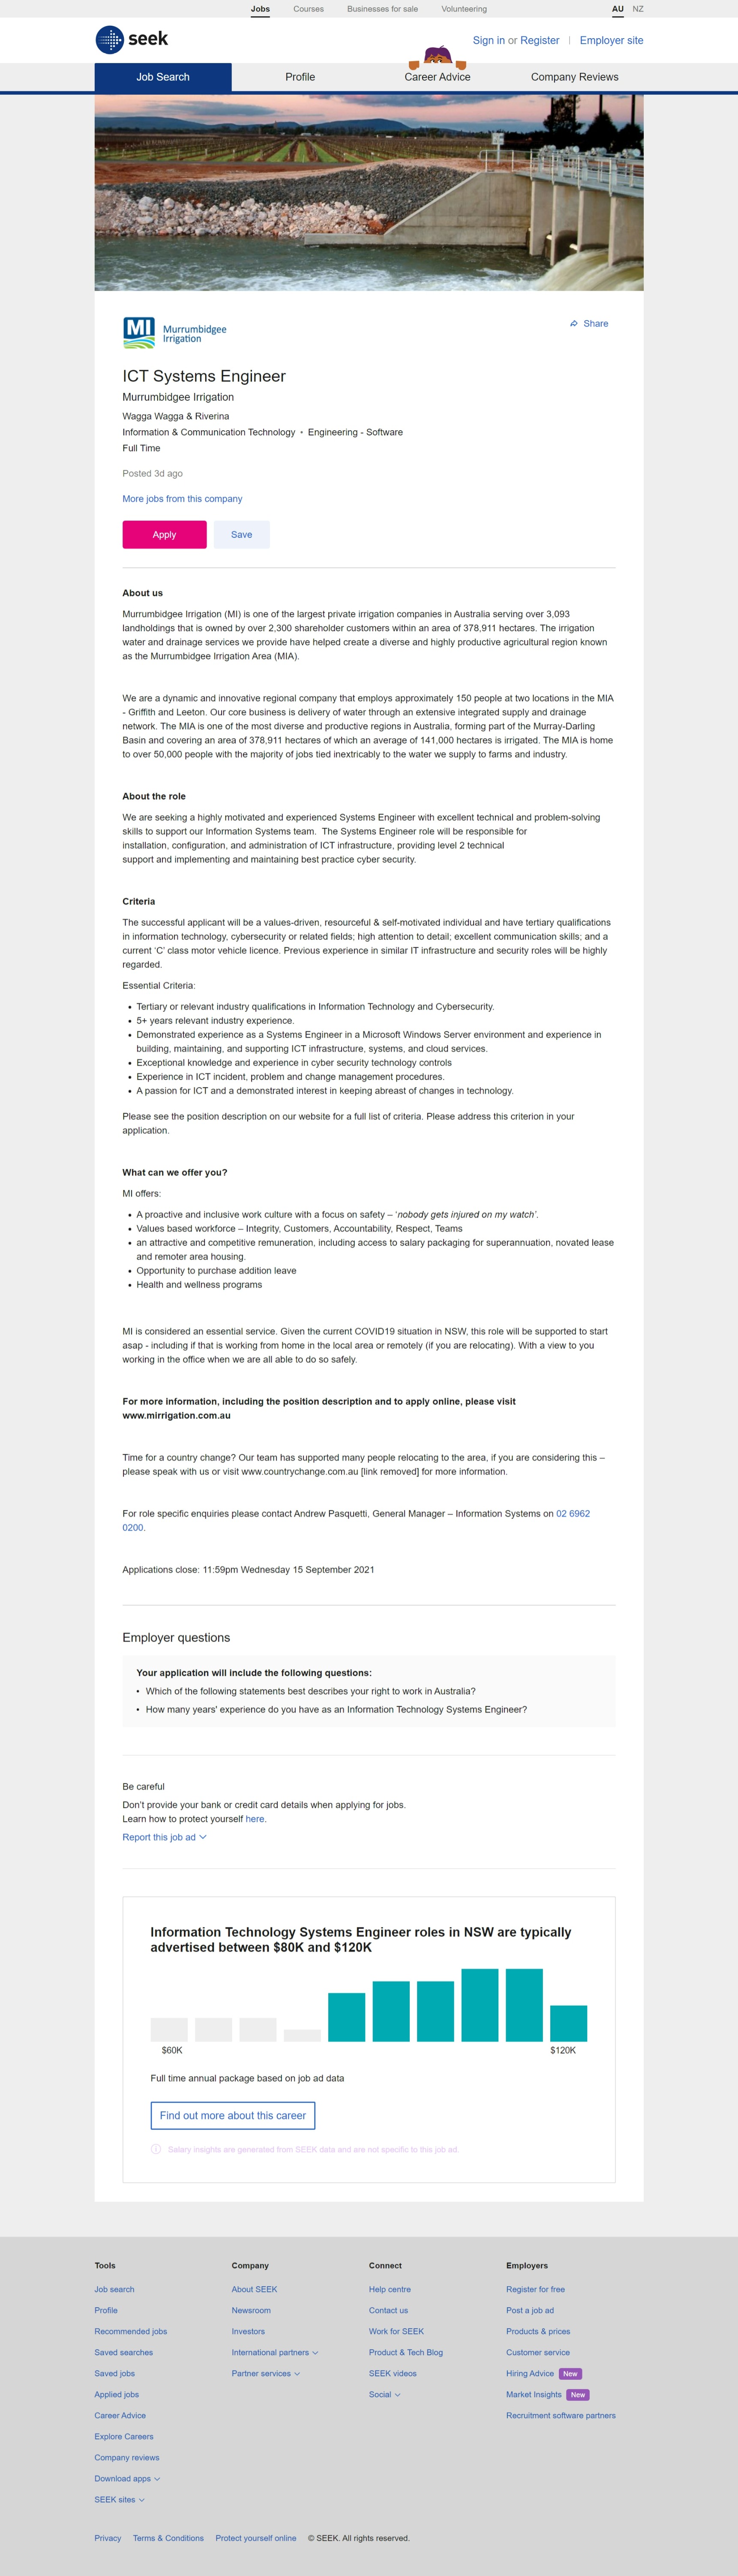 Jobs Courses Businesses for sale Volunteering AU NZ
seek
Sign in or Register | Employer site
Job Search Profile Career Advice Company Reviews
MI Murrumbidgee
Irrigation
Share
ICT Systems Engineer
Murrumbidgee Irrigation
Wagga Wagga & Riverina
Information & Communication Technology • Engineering - Software
Full Time
Posted 3d ago
More jobs from this company
Apply Save
About us
Murrumbidgee Irrigation (MI) is one of the largest private irrigation companies in Australia serving over 3,093
landholdings that is owned by over 2,300 shareholder customers within an area of 378,911 hectares. The irrigation
water and drainage services we provide have helped create a diverse and highly productive agricultural region known
as the Murrumbidgee Irrigation Area (MIA).
We are a dynamic and innovative regional company that employs approximately 150 people at two locations in the MIA
- Griffith and Leeton. Our core business is delivery of water through an extensive integrated supply and drainage
network. The MIA is one of the most diverse and productive regions in Australia, forming part of the Murray-Darling
Basin and covering an area of 378,911 hectares of which an average of 141,000 hectares is irrigated. The MIA is home
to over 50,000 people with the majority of jobs tied inextricably to the water we supply to farms and industry.
About the role
We are seeking a highly motivated and experienced Systems Engineer with excellent technical and problem-solving
skills to support our Information Systems team. The Systems Engineer role will be responsible for
installation, configuration, and administration of ICT infrastructure, providing level 2 technical
support and implementing and maintaining best practice cyber security.
Criteria
The successful applicant will be a values-driven, resourceful & self-motivated individual and have tertiary qualifications
in information technology, cybersecurity or related fields; high attention to detail; excellent communication skills; and a
current ‘C’ class motor vehicle licence. Previous experience in similar IT infrastructure and security roles will be highly
regarded.
Essential Criteria:
• Tertiary or relevant industry qualifications in Information Technology and Cybersecurity.
• 5+ years relevant industry experience.
• Demonstrated experience as a Systems Engineer in a Microsoft Windows Server environment and experience in
building, maintaining, and supporting ICT infrastructure, systems, and cloud services.
• Exceptional knowledge and experience in cyber security technology controls
• Experience in ICT incident, problem and change management procedures.
• A passion for ICT and a demonstrated interest in keeping abreast of changes in technology.
Please see the position description on our website for a full list of criteria. Please address this criterion in your
application.
What can we offer you?
MI offers:
• A proactive and inclusive work culture with a focus on safety – ‘nobody gets injured on my watch’.
• Values based workforce – Integrity, Customers, Accountability, Respect, Teams
• an attractive and competitive remuneration, including access to salary packaging for superannuation, novated lease
and remoter area housing.
• Opportunity to purchase addition leave
• Health and wellness programs
MI is considered an essential service. Given the current COVID19 situation in NSW, this role will be supported to start
asap - including if that is working from home in the local area or remotely (if you are relocating). With a view to you
working in the office when we are all able to do so safely.
For more information, including the position description and to apply online, please visit
www.mirrigation.com.au
Time for a country change? Our team has supported many people relocating to the area, if you are considering this –
please speak with us or visit www.countrychange.com.au [link removed] for more information.
For role specific enquiries please contact Andrew Pasquetti, General Manager – Information Systems on 02 6962
0200.
Applications close: 11:59pm Wednesday 15 September 2021
Employer questions
Your application will include the following questions:
• Which of the following statements best describes your right to work in Australia?
• How many years' experience do you have as an Information Technology Systems Engineer?
Be careful
Don’t provide your bank or credit card details when applying for jobs.
Learn how to protect yourself here.
Report this job ad
Information Technology Systems Engineer roles in NSW are typically
advertised between $80K and $120K
$60K $120K
Full time annual package based on job ad data
Find out more about this career
Salary insights are generated from SEEK data and are not specific to this job ad.
Tools Company Connect Employers
Job search About SEEK Help centre Register for free
Profile Newsroom Contact us Post a job ad
Recommended jobs Investors Work for SEEK Products & prices
Saved searches International partners Product & Tech Blog Customer service
Saved jobs Partner services SEEK videos Hiring Advice New
Applied jobs Social Market Insights New
Career Advice Recruitment software partners
Explore Careers
Company reviews
Download apps
SEEK sites
Privacy Terms & Conditions Protect yourself online © SEEK. All rights reserved.